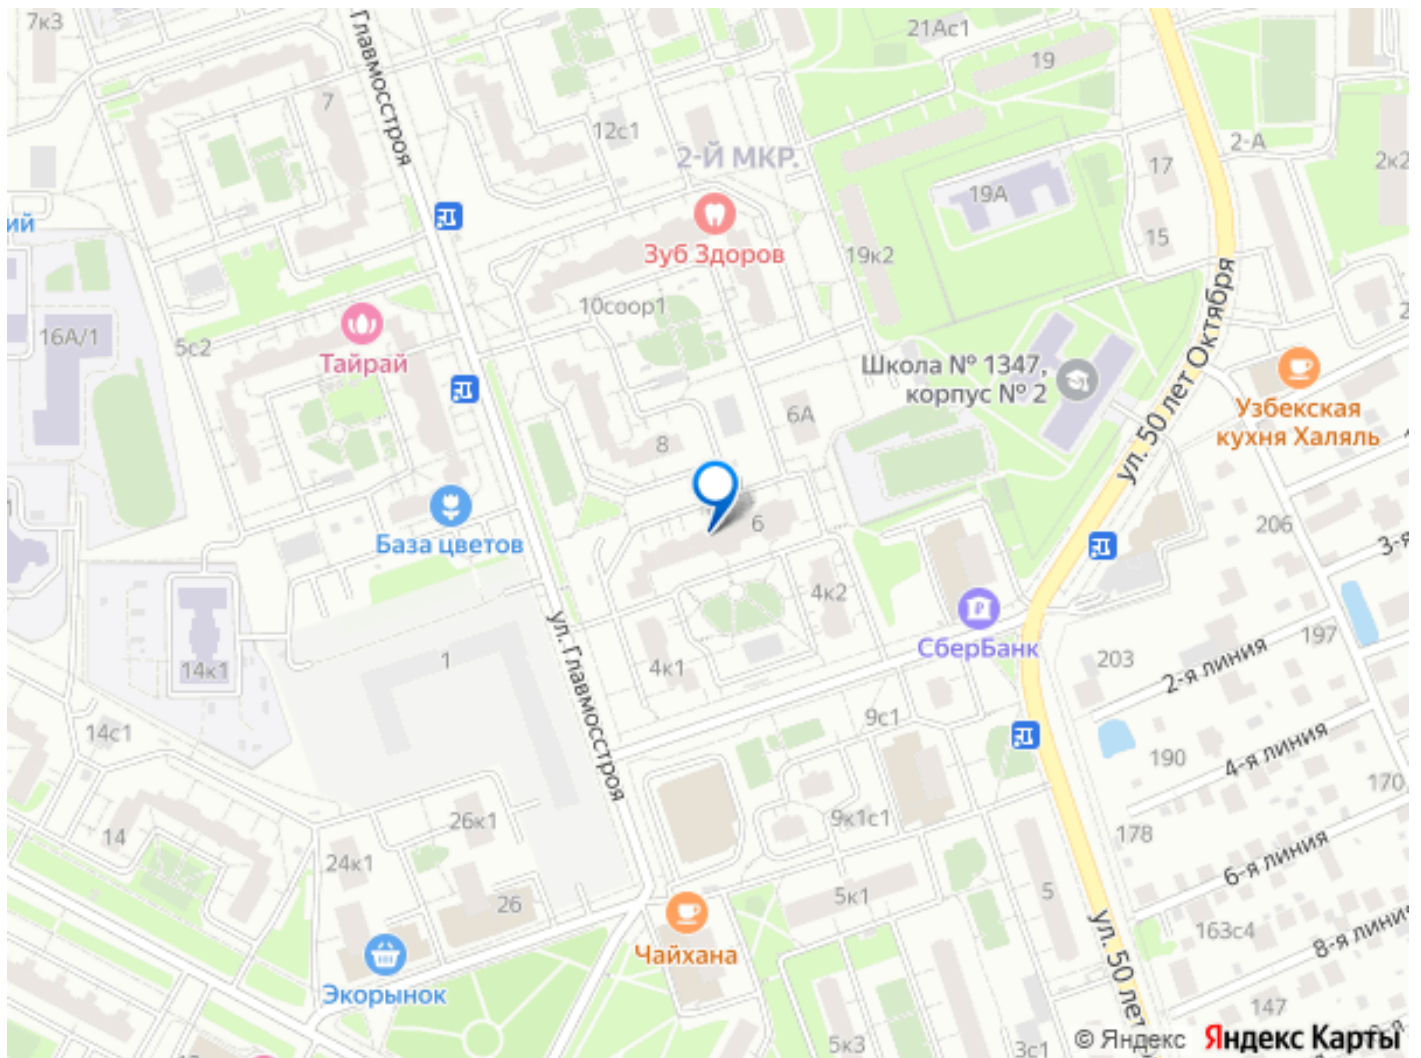 7к3
ул. Главмосстроя
21Ас1
19
7
12с1
2-Й МКР.
2-А
17
2к2
19А
ий
15
Зуб Здоров
19к2
10соор1
16А/1
5с2
Тайрай
Школа № 1347,
корпус № 2
ул. 50 лет Октября
6А
Узбекская
кухня Халяль
8
6
206
База цветов
3-я
4к2
197
СберБанк
203
2-я линия
14к1
1
4к1
ул. Главмосстроя
9с1
14с1
190
4-я линия
170
26к1
9к1с1
178
14
24к1
6-я линия
5к1
5
26
163с4
8-я линия
ул. 50 лет
Чайхана
Экорынок
147
5к3
3с1
© Яндекс Яндекс Карты